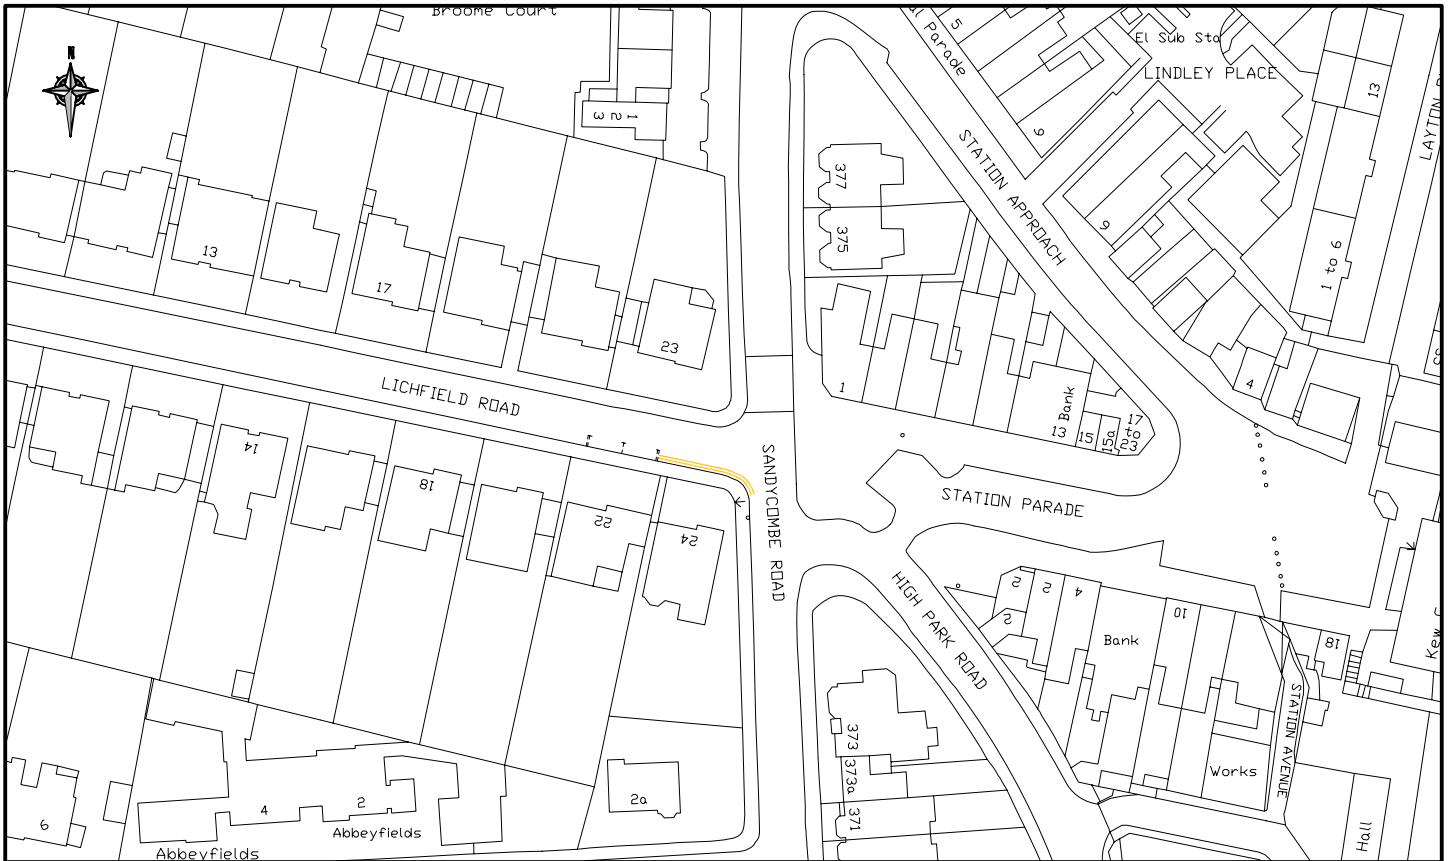 Broome Court
al Parade
5
El Sub Sta
LINDLEY PLACE
N
13
1 2 3
9
STATION APPROACH
377
375
9
13
17
23
1 to 6
LICHFIELD ROAD
1
Bank
13
15
15a
17
to
23
4
14
18
22
24
SANDYCOMBE ROAD
STATION PARADE
HIGH PARK ROAD
2
2
2
4
Bank
10
18
Kew
STATION AVENUE
Works
373
373a
371
Hall
2a
2
4
6
Abbeyfields
Abbeyfields